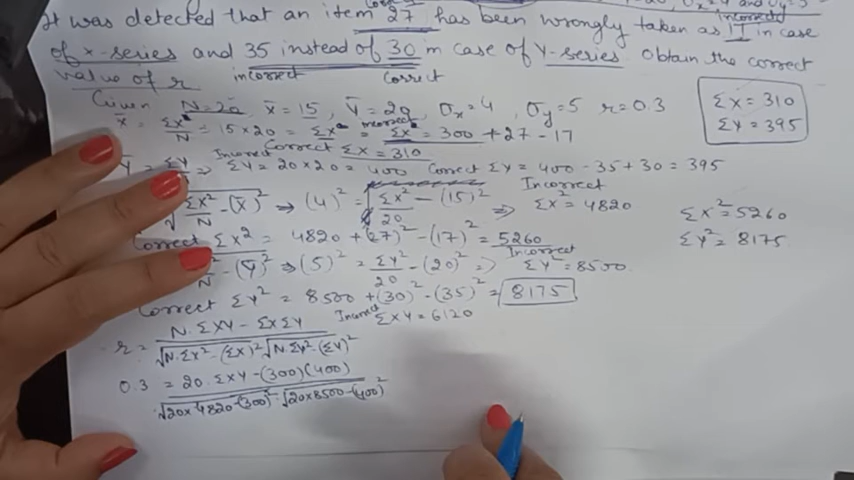 It was detected that an item 27 has been wrongly taken as 17 in case
of x-series and 35 instead of 30 m case of Y-series. Obtain the correct
value of r incorrect Correct
Given N=20 x̄ = 15, ȳ = 20, σx=4 σy=5 r=0.3
ΣX=310
ΣY=395
X̄ = ΣX/N = 15×20 = ΣX = incorrect ΣX = 300 + 27 - 17
Correct ΣX = 310
Ȳ = ΣY/N ⇒ Incorrect ΣY = 20×20 = 400 Correct ΣY = 400 - 35 + 30 = 395
√ΣX²/N - (X̄)² → (4)² = ΣX²/20 - (15)² ⇒ Incorrect ΣX² = 4820
ΣX²=5260
ΣY²= 8175
Correct ΣX² = 4820 + (27)² - (17)² = 5260
/N - (Ȳ)² → (5)² = ΣY²/20 - (20)² ⇒ Incorrect ΣY² = 8500
Correct ΣY² = 8500 + (30)² - (35)² = 8175
Incorrect ΣXY = 6120
r = N·ΣXY - ΣXΣY / √N·ΣX² - (ΣX)² √N·ΣY² - (ΣY)²
0.3 = 20·ΣXY - (300)(400) / √20×4820-(300)² · √20×8500-(400)²